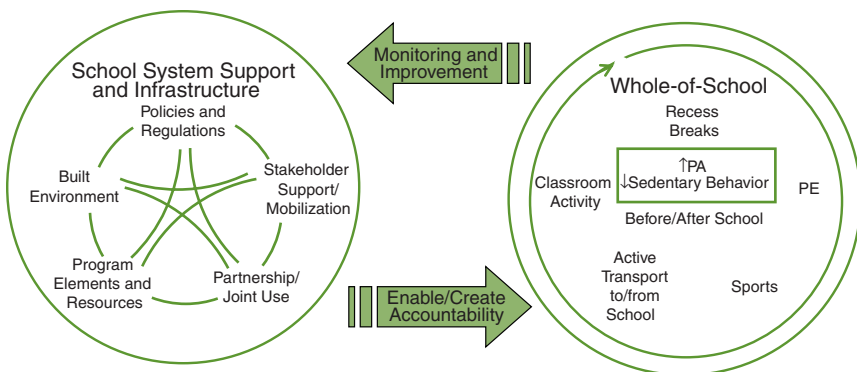 School System Support
and Infrastructure
Policies and
Regulations
Built
Environment
Stakeholder
Support/
Mobilization
Program
Elements and
Resources
Partnership/
Joint Use
Monitoring and
Improvement
Enable/Create
Accountability
Whole-of-School
Recess
Breaks
↑PA
↓Sedentary Behavior
Classroom
Activity
PE
Before/After School
Active
Transport
to/from
School
Sports